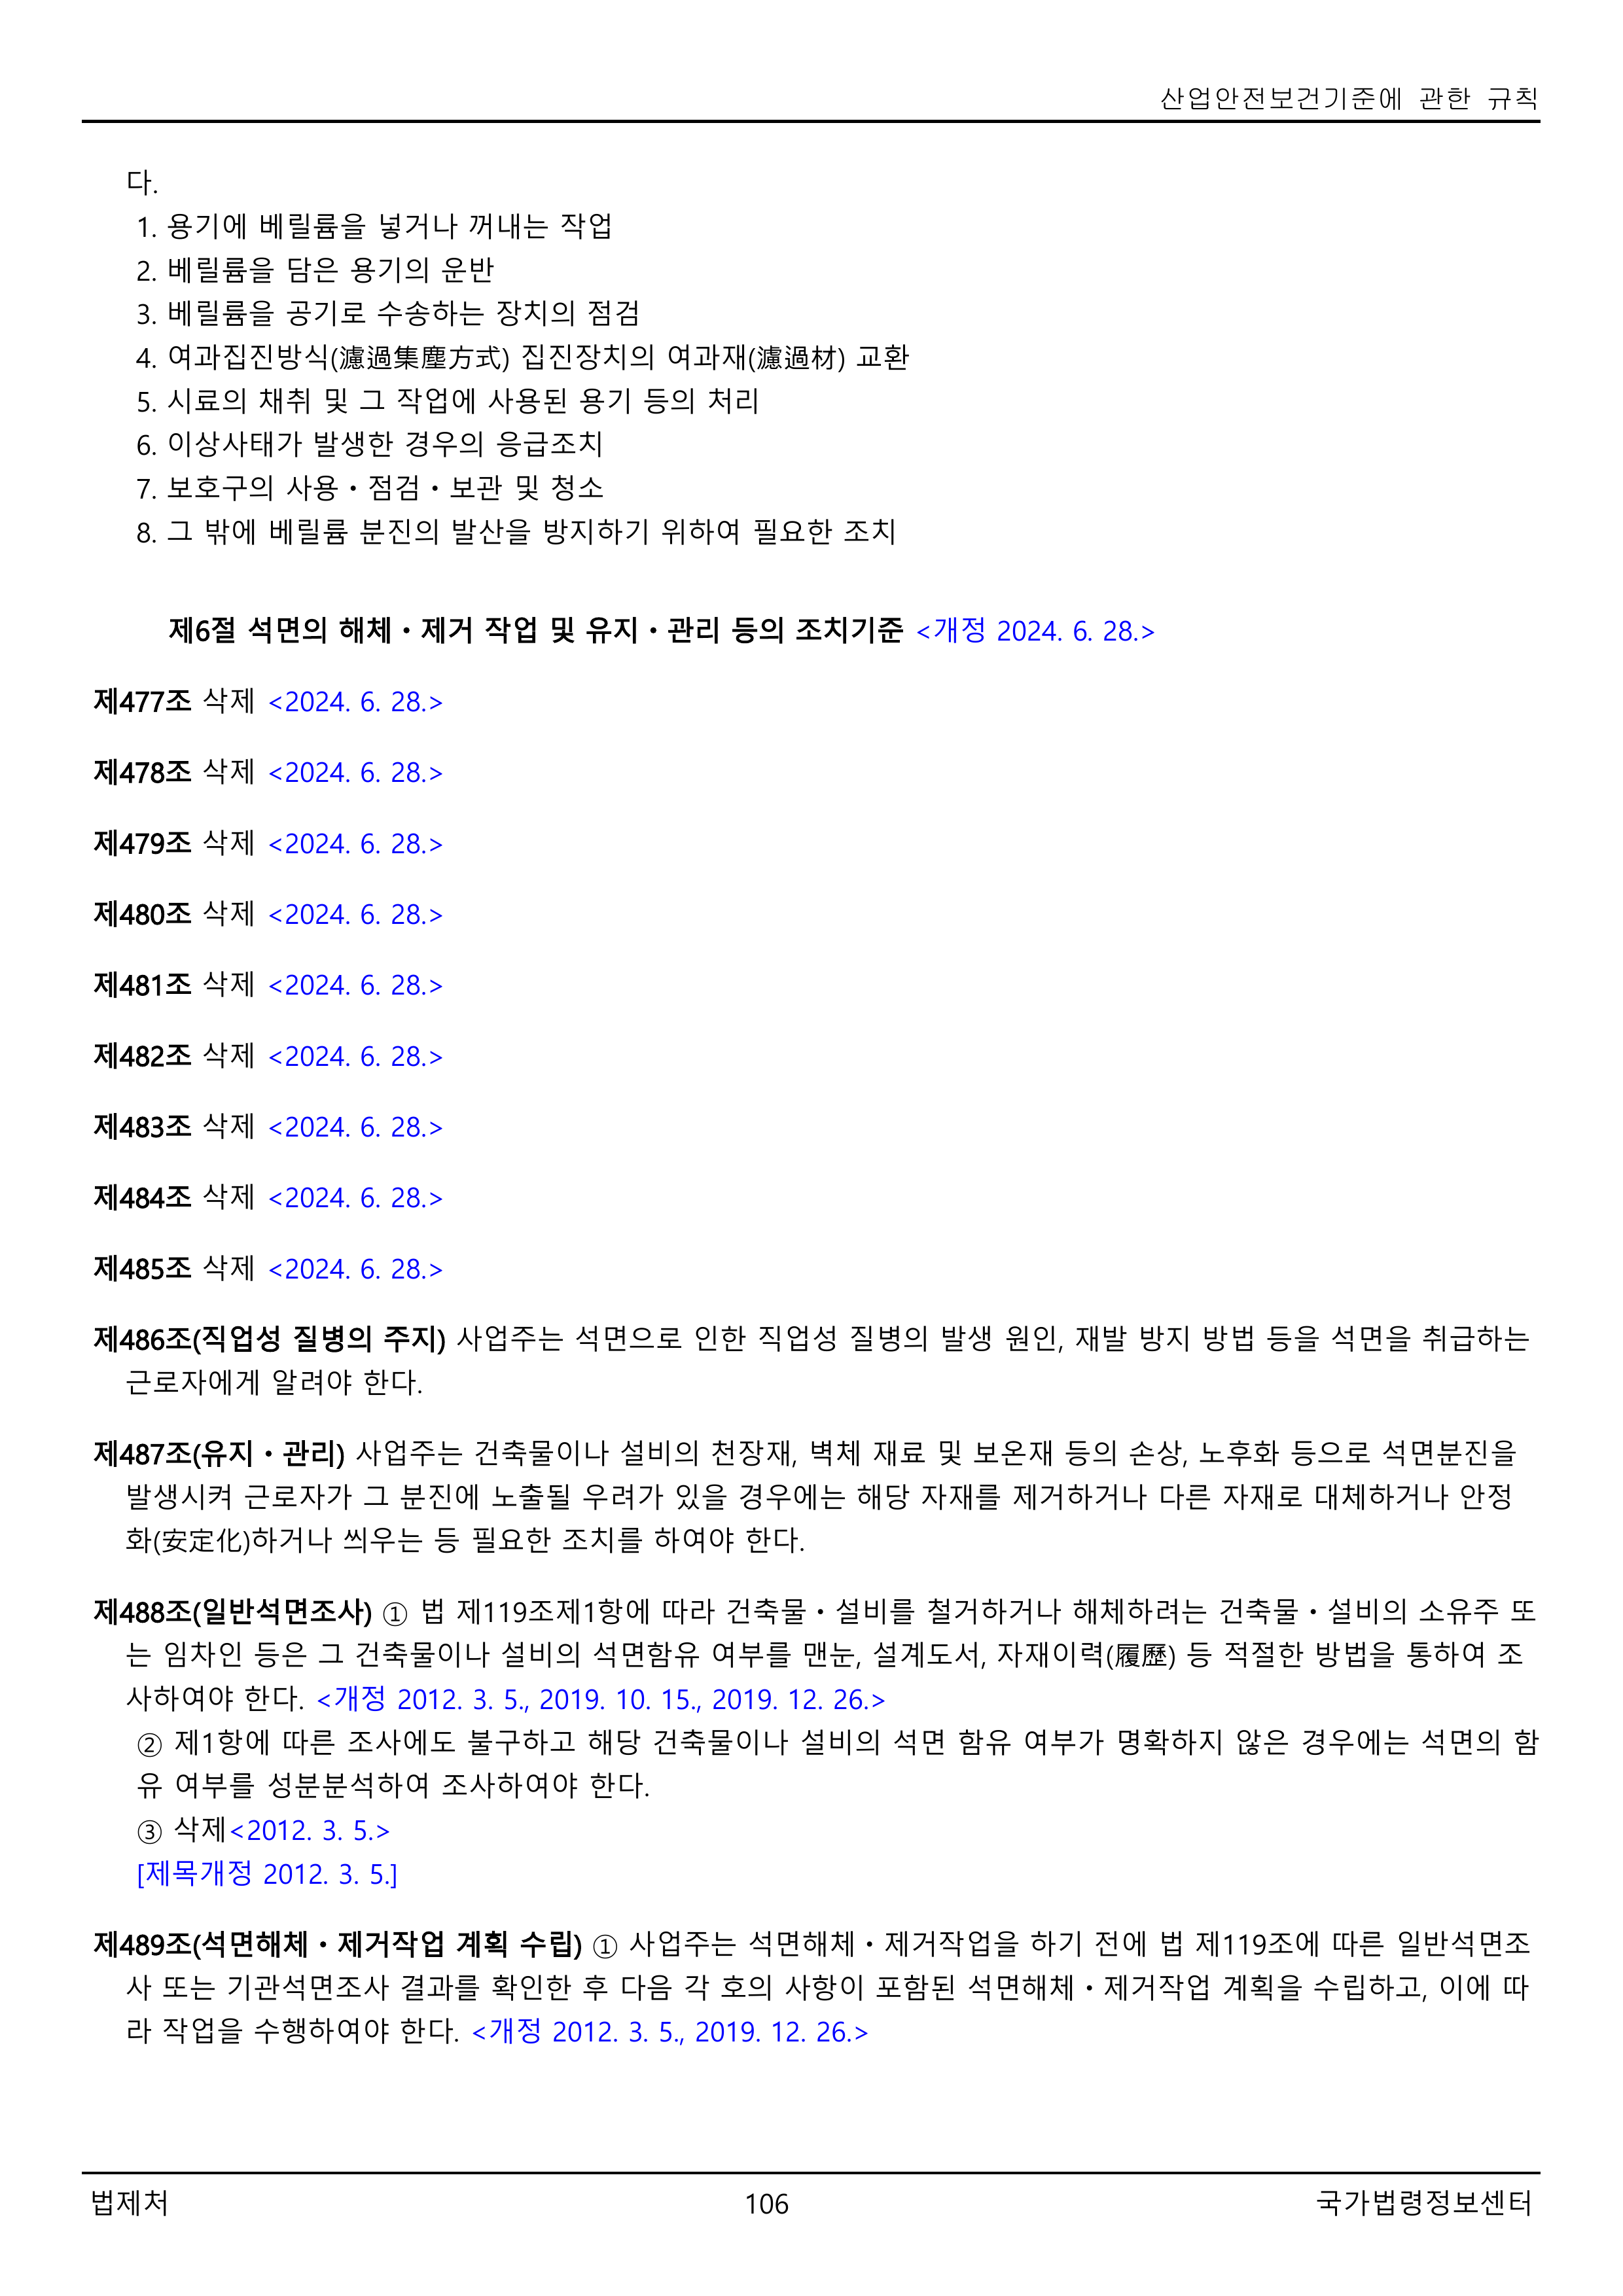 산업안전보건기준에 관한 규칙
다.
1. 용기에 베릴륨을 넣거나 꺼내는 작업
2. 베릴륨을 담은 용기의 운반
3. 베릴륨을 공기로 수송하는 장치의 점검
4. 여과집진방식(濾過集塵方式) 집진장치의 여과재(濾過材) 교환
5. 시료의 채취 및 그 작업에 사용된 용기 등의 처리
6. 이상사태가 발생한 경우의 응급조치
7. 보호구의 사용ㆍ점검ㆍ보관 및 청소
8. 그 밖에 베릴륨 분진의 발산을 방지하기 위하여 필요한 조치
제6절 석면의 해체ㆍ제거 작업 및 유지ㆍ관리 등의 조치기준 <개정 2024. 6. 28.>
제477조 삭제 <2024. 6. 28.>
제478조 삭제 <2024. 6. 28.>
제479조 삭제 <2024. 6. 28.>
제480조 삭제 <2024. 6. 28.>
제481조 삭제 <2024. 6. 28.>
제482조 삭제 <2024. 6. 28.>
제483조 삭제 <2024. 6. 28.>
제484조 삭제 <2024. 6. 28.>
제485조 삭제 <2024. 6. 28.>
제486조(직업성 질병의 주지) 사업주는 석면으로 인한 직업성 질병의 발생 원인, 재발 방지 방법 등을 석면을 취급하는
근로자에게 알려야 한다.
제487조(유지ㆍ관리) 사업주는 건축물이나 설비의 천장재, 벽체 재료 및 보온재 등의 손상, 노후화 등으로 석면분진을
발생시켜 근로자가 그 분진에 노출될 우려가 있을 경우에는 해당 자재를 제거하거나 다른 자재로 대체하거나 안정
화(安定化)하거나 씌우는 등 필요한 조치를 하여야 한다.
제488조(일반석면조사) ① 법 제119조제1항에 따라 건축물ㆍ설비를 철거하거나 해체하려는 건축물ㆍ설비의 소유주 또
는 임차인 등은 그 건축물이나 설비의 석면함유 여부를 맨눈, 설계도서, 자재이력(履歷) 등 적절한 방법을 통하여 조
사하여야 한다. <개정 2012. 3. 5., 2019. 10. 15., 2019. 12. 26.>
② 제1항에 따른 조사에도 불구하고 해당 건축물이나 설비의 석면 함유 여부가 명확하지 않은 경우에는 석면의 함
유 여부를 성분분석하여 조사하여야 한다.
③ 삭제<2012. 3. 5.>
[제목개정 2012. 3. 5.]
제489조(석면해체ㆍ제거작업 계획 수립) ① 사업주는 석면해체ㆍ제거작업을 하기 전에 법 제119조에 따른 일반석면조
사 또는 기관석면조사 결과를 확인한 후 다음 각 호의 사항이 포함된 석면해체ㆍ제거작업 계획을 수립하고, 이에 따
라 작업을 수행하여야 한다. <개정 2012. 3. 5., 2019. 12. 26.>
법제처
106
국가법령정보센터